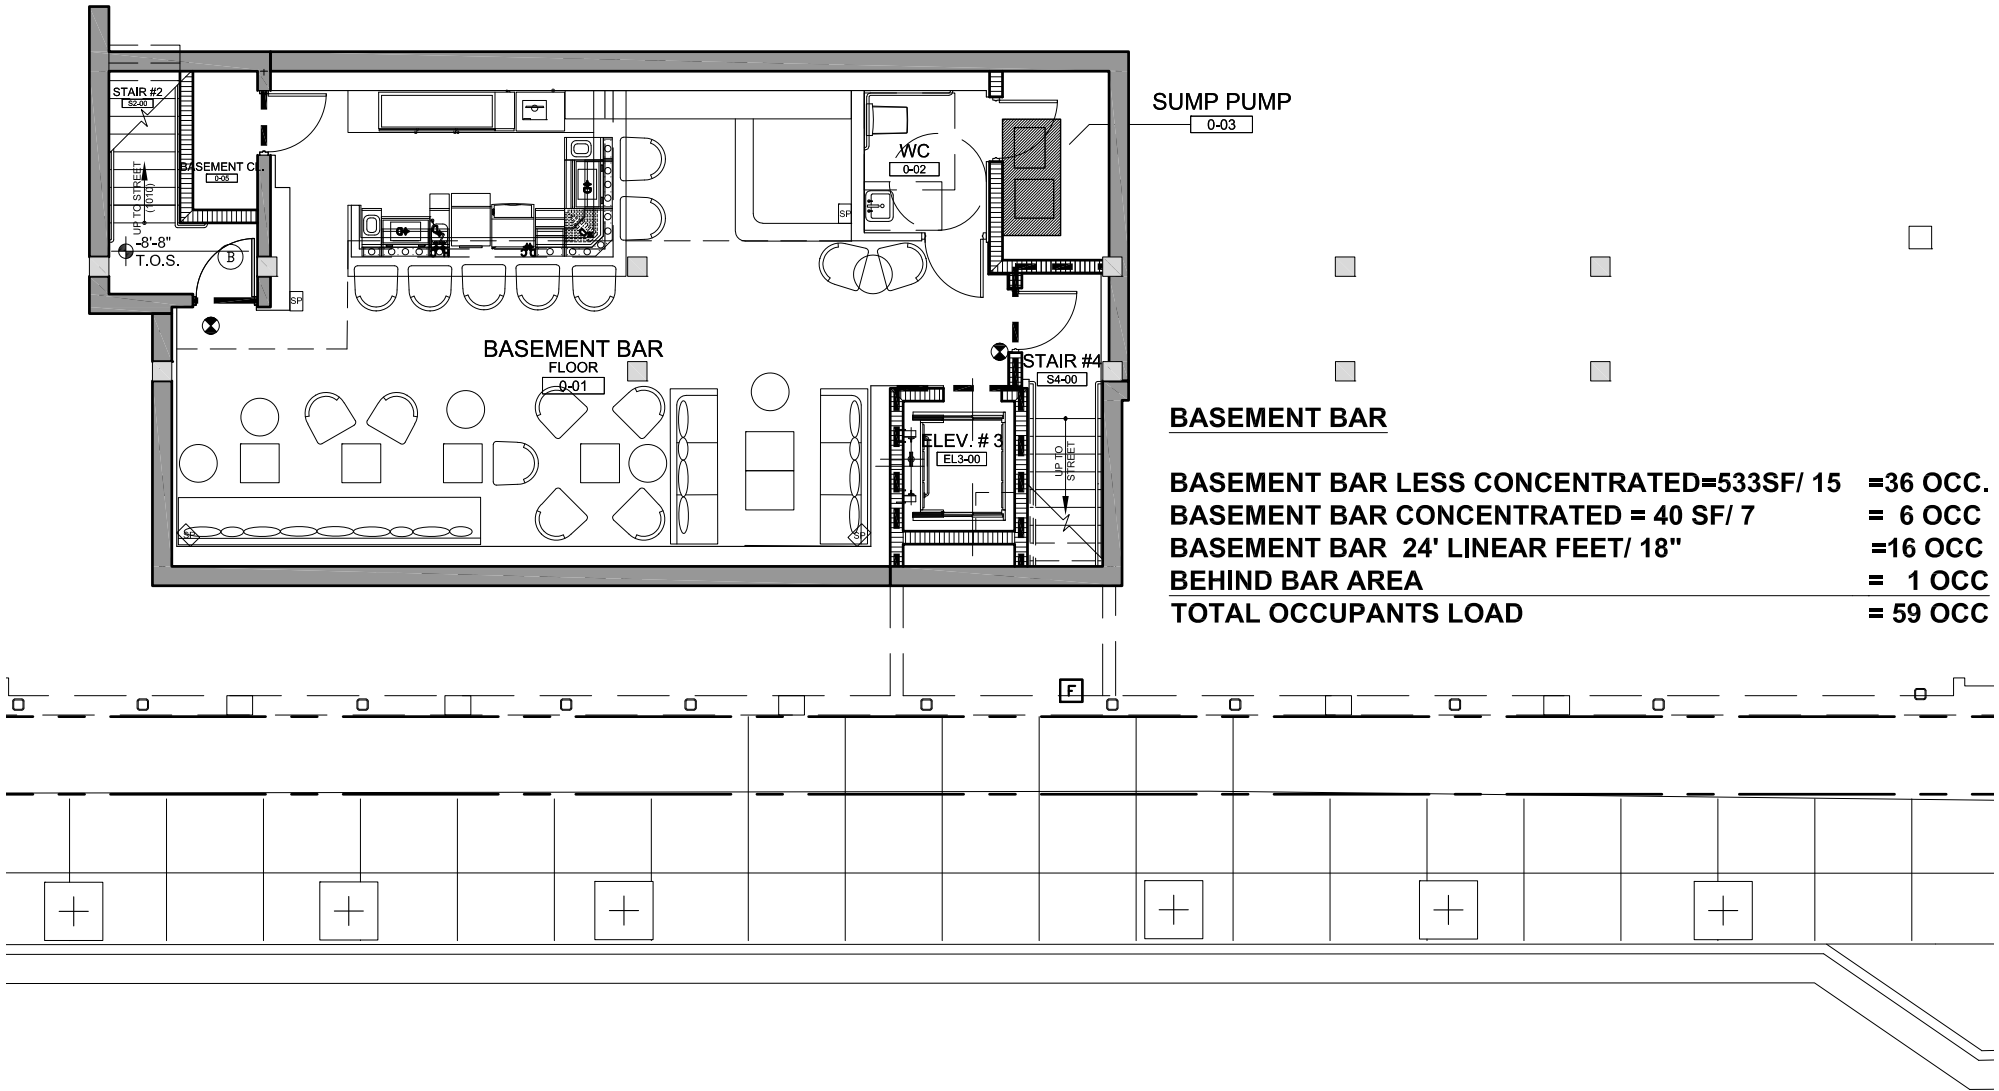 STAIR #2
S2-00
BASEMENT CL.
0-05
UP TO STREET
(1010)
-8'-8"
T.O.S.
B
SP
WC
0-02
SP
SUMP PUMP
0-03
BASEMENT BAR
FLOOR
0-01
STAIR #4
S4-00
UP TO
STREET
ELEV. # 3
EL3-00
SP
SP
BASEMENT BAR
BASEMENT BAR LESS CONCENTRATED=533SF/ 15 =36 OCC.
BASEMENT BAR CONCENTRATED = 40 SF/ 7 = 6 OCC
BASEMENT BAR 24' LINEAR FEET/ 18" =16 OCC
BEHIND BAR AREA = 1 OCC
TOTAL OCCUPANTS LOAD = 59 OCC
F